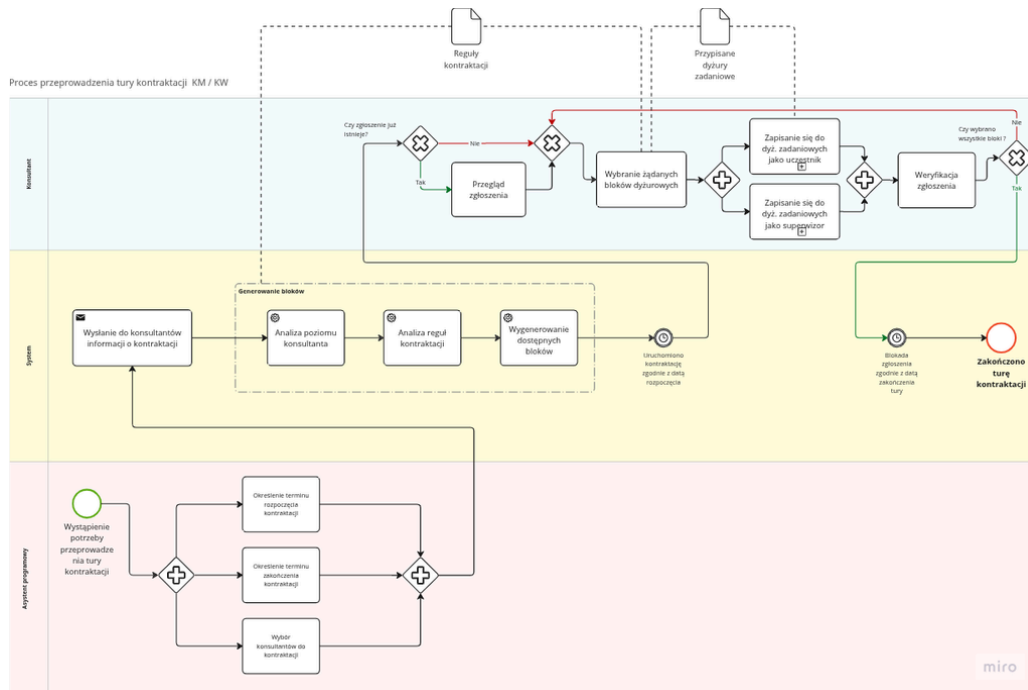 Reguły
kontraktacji
Przypisane
dyżury
zadaniowe
Proces przeprowadzenia tury kontraktacji KM / KW
Konsultant
Czy zgłoszenie już
istnieje?
Nie
Tak
Przegląd
zgłoszenia
Wybranie żądanych
bloków dyżurowych
Zapisanie się do
dyż. zadaniowych
jako uczestnik
Zapisanie się do
dyż. zadaniowych
jako supervizor
Weryfikacja
zgłoszenia
Czy wybrano
wszystkie bloki ?
Nie
Tak
System
Wysłanie do konsultantów
informacji o kontraktacji
Generowanie bloków
Analiza poziomu
konsultanta
Analiza reguł
kontraktacji
Wygenerowanie
dostępnych
bloków
Uruchomiono
kontraktację
zgodnie z datą
rozpoczęcia
Blokada
zgłoszenia
zgodnie z datą
zakończenia
tury
Zakończono
turę
kontraktacji
Asystent programowy
Wystąpienie
potrzeby
przeprowadze
nia tury
kontraktacji
Określenie terminu
rozpoczęcia
kontraktacji
Określenie terminu
zakończenia
kontraktacji
Wybór
konsultantów do
kontraktacji
miro